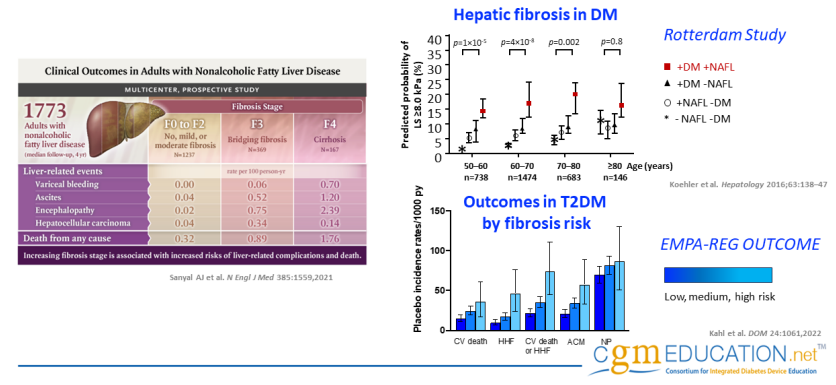 Clinical Outcomes in Adults with Nonalcoholic Fatty Liver Disease
MULTICENTER, PROSPECTIVE STUDY
1773
Adults with
nonalcoholic
fatty liver disease
(median follow-up, 4 yr)
Fibrosis Stage
F0 to F2
No, mild, or
moderate fibrosis
N=1237
F3
Bridging fibrosis
N=369
F4
Cirrhosis
N=167
Liver-related events
rate per 100 person-yr
Variceal bleeding 0.00 0.06 0.70
Ascites 0.04 0.52 1.20
Encephalopathy 0.02 0.75 2.39
Hepatocellular carcinoma 0.04 0.34 0.14
Death from any cause 0.32 0.89 1.76
Increasing fibrosis stage is associated with increased risks of liver-related complications and death.
Sanyal AJ et al. N Engl J Med 385:1559,2021
Hepatic fibrosis in DM
Predicted probability of
LS ≥8.0 kPa (%)
40
35
30
25
20
15
10
5
0
p=1×10⁻⁵ p=4×10⁻⁸ p=0.002 p=0.8
50–60 60–70 70–80 ≥80 Age (years)
n=738 n=1474 n=683 n=146
Rotterdam Study
+DM +NAFL
+DM -NAFL
+NAFL -DM
- NAFL -DM
Koehler et al. Hepatology 2016;63:138–47
Outcomes in T2DM
by fibrosis risk
Placebo incidence rates/1000 py
150
100
50
0
CV death HHF CV death
or HHF ACM NP
EMPA-REG OUTCOME
Low, medium, high risk
Kahl et al. DOM 24:1061,2022
cgmEDUCATION.net™
Consortium for Integrated Diabetes Device Education